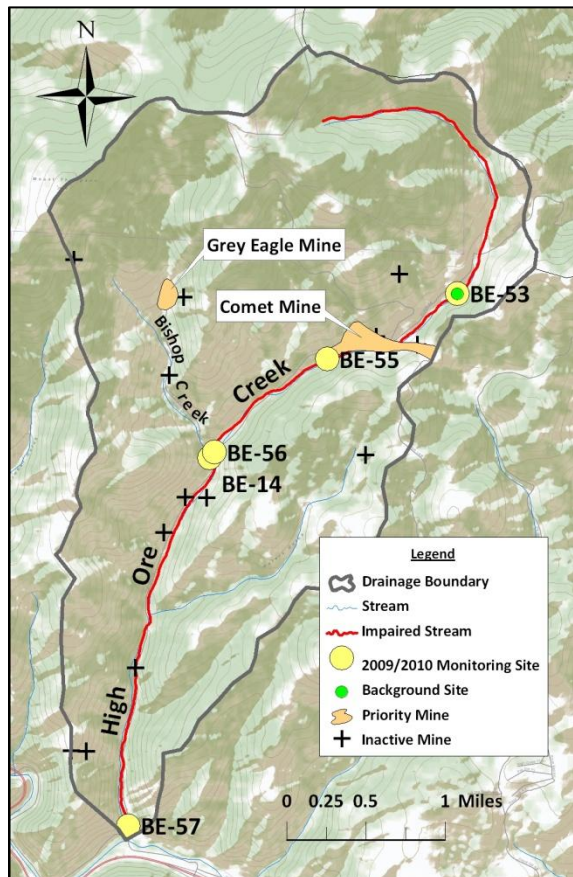 N
Grey Eagle Mine
Comet Mine
BE-53
Bishop
Creek
BE-55
Creek
BE-56
BE-14
Ore
High
BE-57
Legend
Drainage Boundary
Stream
Impaired Stream
2009/2010 Monitoring Site
Background Site
Priority Mine
Inactive Mine
0 0.25 0.5 1 Miles